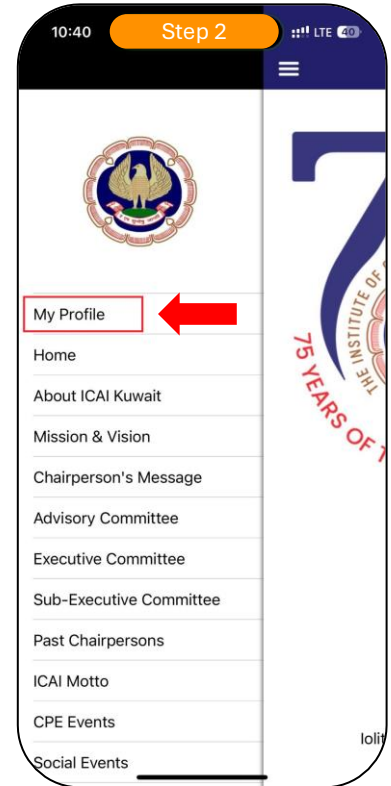 10:40
Step 2
LTE 40
My Profile
Home
About ICAI Kuwait
Mission & Vision
Chairperson's Message
Advisory Committee
Executive Committee
Sub-Executive Committee
Past Chairpersons
ICAI Motto
CPE Events
Social Events
7
THE INSTITUTE OF
75 YEARS OF